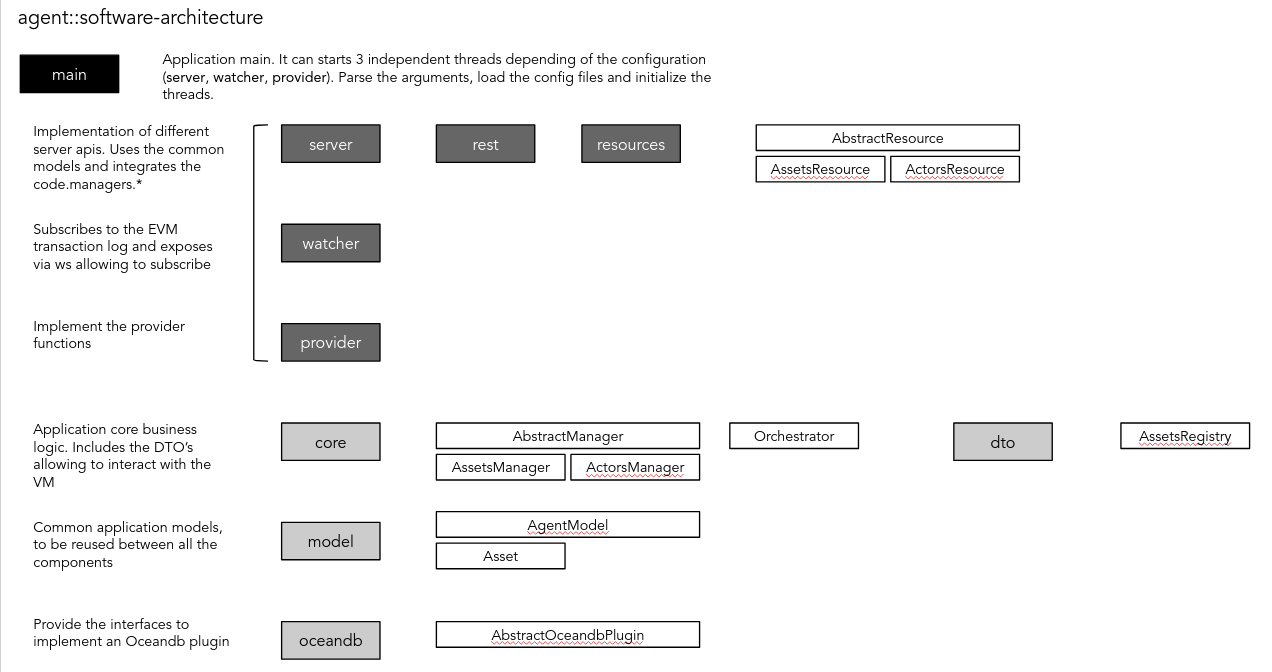 agent::software-architecture
main
Application main. It can starts 3 independent threads depending of the configuration
(server, watcher, provider). Parse the arguments, load the config files and initialize the
threads.
Implementation of different
server apis. Uses the common
models and integrates the
code.managers.*
server
rest
resources
AbstractResource
AssetsResource
ActorsResource
Subscribes to the EVM
transaction log and exposes
via ws allowing to subscribe
watcher
Implement the provider
functions
provider
Application core business
logic. Includes the DTO’s
allowing to interact with the
VM
core
AbstractManager
AssetsManager
ActorsManager
Orchestrator
dto
AssetsRegistry
Common application models,
to be reused between all the
components
model
AgentModel
Asset
Provide the interfaces to
implement an Oceandb plugin
oceandb
AbstractOceandbPlugin